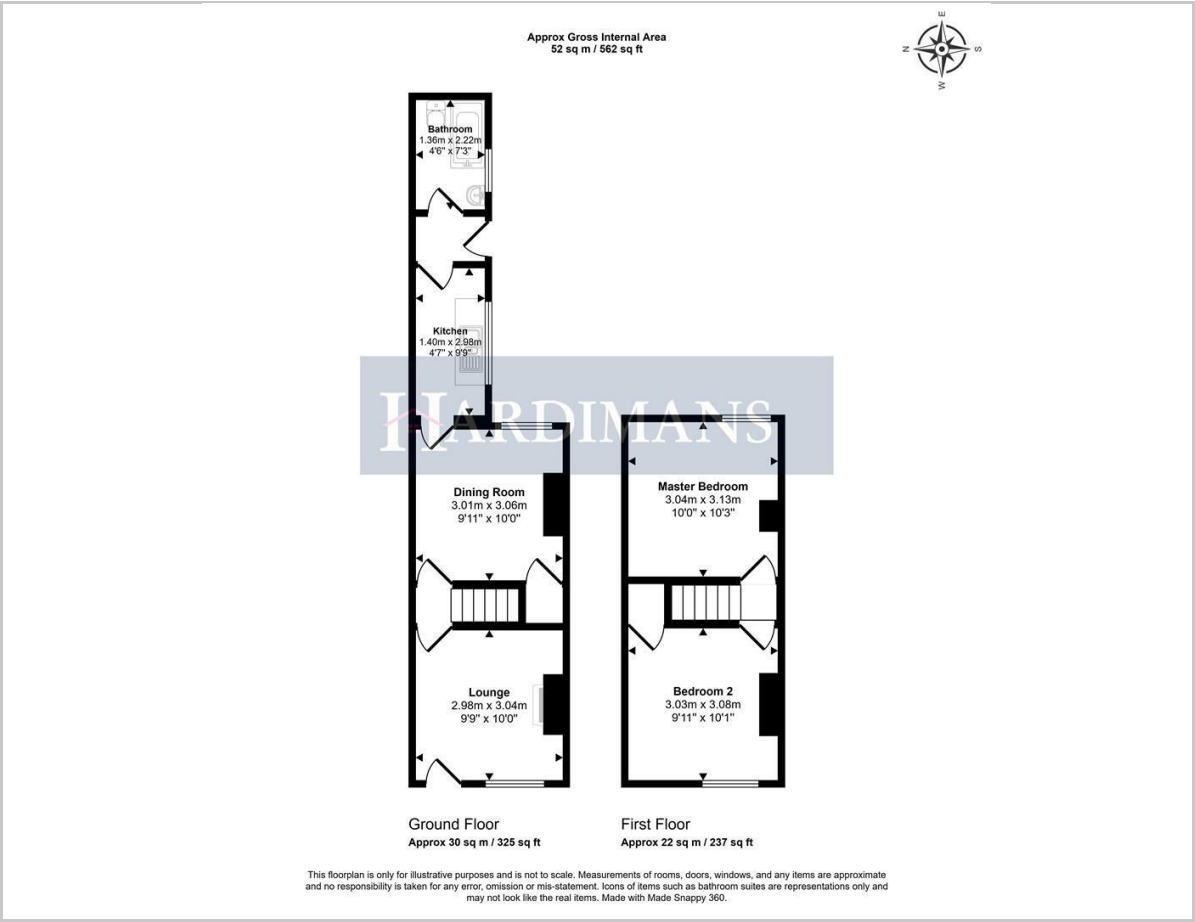 Approx Gross Internal Area
52 sq m / 562 sq ft
E
N
S
W
Bathroom
1.36m x 2.22m
4'6" x 7'3"
Kitchen
1.40m x 2.98m
4'7" x 9'9"
HARDIMANS
Dining Room
3.01m x 3.06m
9'11" x 10'0"
Master Bedroom
3.04m x 3.13m
10'0" x 10'3"
Lounge
2.98m x 3.04m
9'9" x 10'0"
Bedroom 2
3.03m x 3.08m
9'11" x 10'1"
Ground Floor
Approx 30 sq m / 325 sq ft
First Floor
Approx 22 sq m / 237 sq ft
This floorplan is only for illustrative purposes and is not to scale. Measurements of rooms, doors, windows, and any items are approximate
and no responsibility is taken for any error, omission or mis-statement. Icons of items such as bathroom suites are representations only and
may not look like the real items. Made with Made Snappy 360.